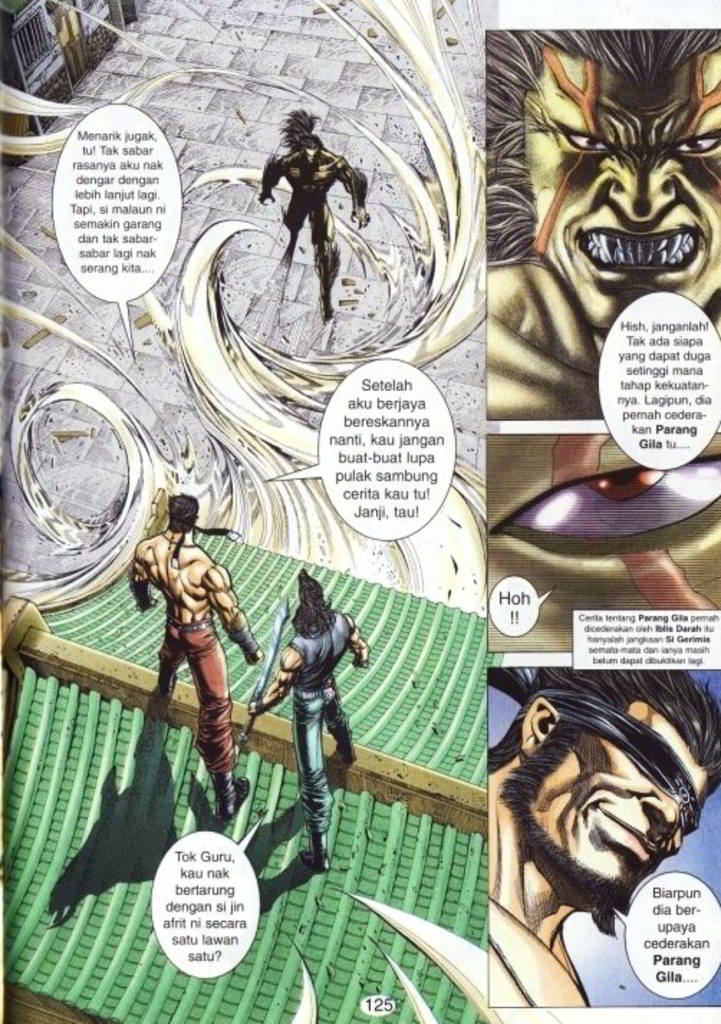 Menarik jugak,
tu! Tak sabar
rasanya aku nak
dengar dengan
lebih lanjut lagi.
Tapi, si malaun ni
semakin garang
dan tak sabar-
sabar lagi nak
serang kita....
Setelah
aku berjaya
bereskannya
nanti, kau jangan
buat-buat lupa
pulak sambung
cerita kau tu!
Janji, tau!
Tok Guru,
kau nak
bertarung
dengan si jin
afrit ni secara
satu lawan
satu?
Hish, janganlah!
Tak ada siapa
yang dapat duga
setinggi mana
tahap kekuatan-
nya. Lagipun, dia
pernah cedera-
kan Parang
Gila tu....
Hoh
!!
Cerita tentang Parang Gila pernah
dicederakan oleh Iblis Darah itu
hanyalah jangkaan Si Gerimis
semata-mata dan ianya masih
belum dapat dibuktikan lagi.
Biarpun
dia ber-
upaya
cederakan
Parang
Gila....
125